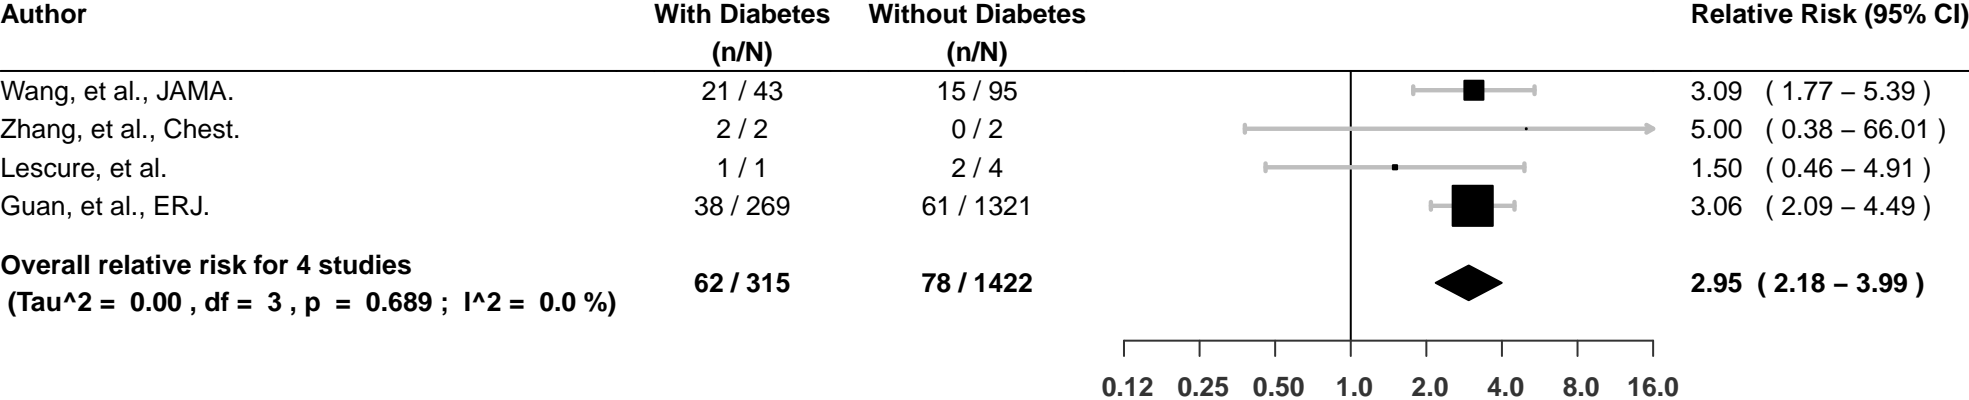 Author With Diabetes Without Diabetes Relative Risk (95% CI)
(n/N) (n/N)
Wang, et al., JAMA. 21 / 43 15 / 95 3.09 ( 1.77 − 5.39 )
Zhang, et al., Chest. 2 / 2 0 / 2 5.00 ( 0.38 − 66.01 )
Lescure, et al. 1 / 1 2 / 4 1.50 ( 0.46 − 4.91 )
Guan, et al., ERJ. 38 / 269 61 / 1321 3.06 ( 2.09 − 4.49 )
Overall relative risk for 4 studies
62 / 315 78 / 1422 2.95 ( 2.18 − 3.99 )
(Tau^2 = 0.00 , df = 3 , p = 0.689 ; I^2 = 0.0 %)
0.12 0.25 0.50 1.0 2.0 4.0 8.0 16.0